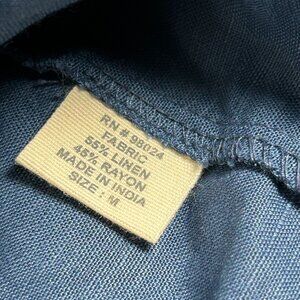 RN # 98024
FABRIC
55% LINEN
45% RAYON
MADE IN INDIA
SIZE : M